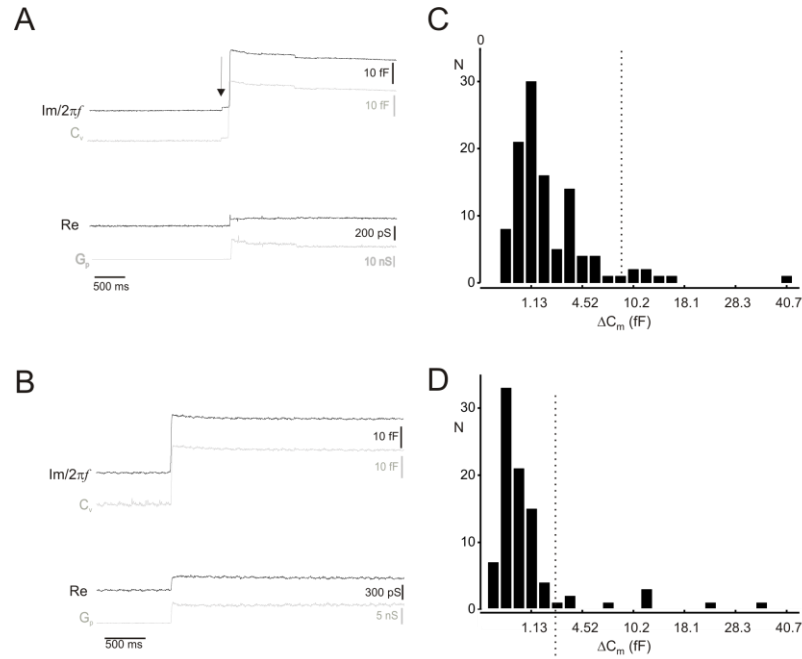 A
Im/2πf
10 fF
Cv
10 fF
Re
200 pS
Gp
10 nS
500 ms
B
10 fF
Im/2πf
10 fF
Cv
Re
300 pS
Gp
5 nS
500 ms
C
0
N
30
20
10
0
1.13 4.52 10.2 18.1 28.3 40.7
ΔCm (fF)
D
30
N
20
10
0
1.13 4.52 10.2 18.1 28.3 40.7
ΔCm (fF)